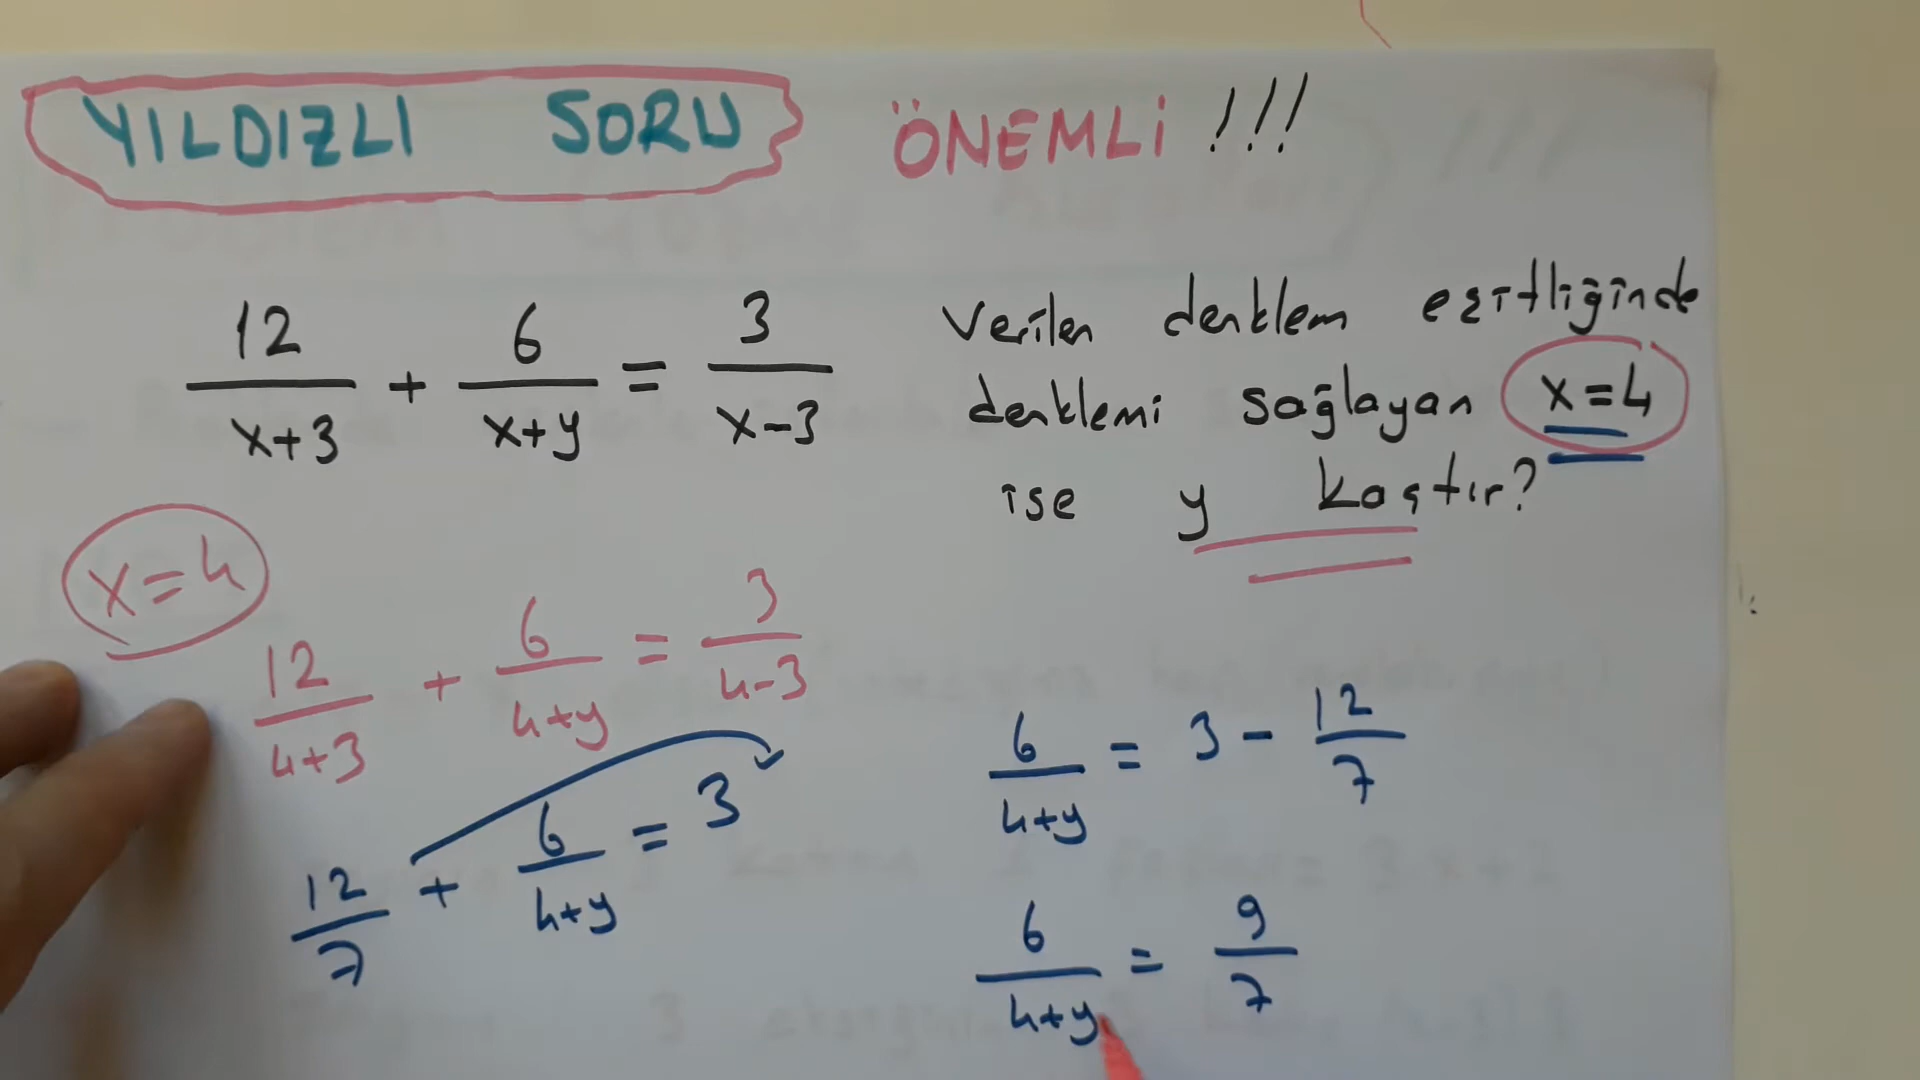 YILDIZLI SORU ÖNEMLİ !!!
12/(x+3) + 6/(x+y) = 3/(x-3)
Verilen denklem eşitliğinde
denklemi sağlayan x=4
ise y kaçtır?
x=4
12/(4+3) + 6/(4+y) = 3/(4-3)
12/7 + 6/(4+y) = 3
6/(4+y) = 3 - 12/7
6/(4+y) = 9/7